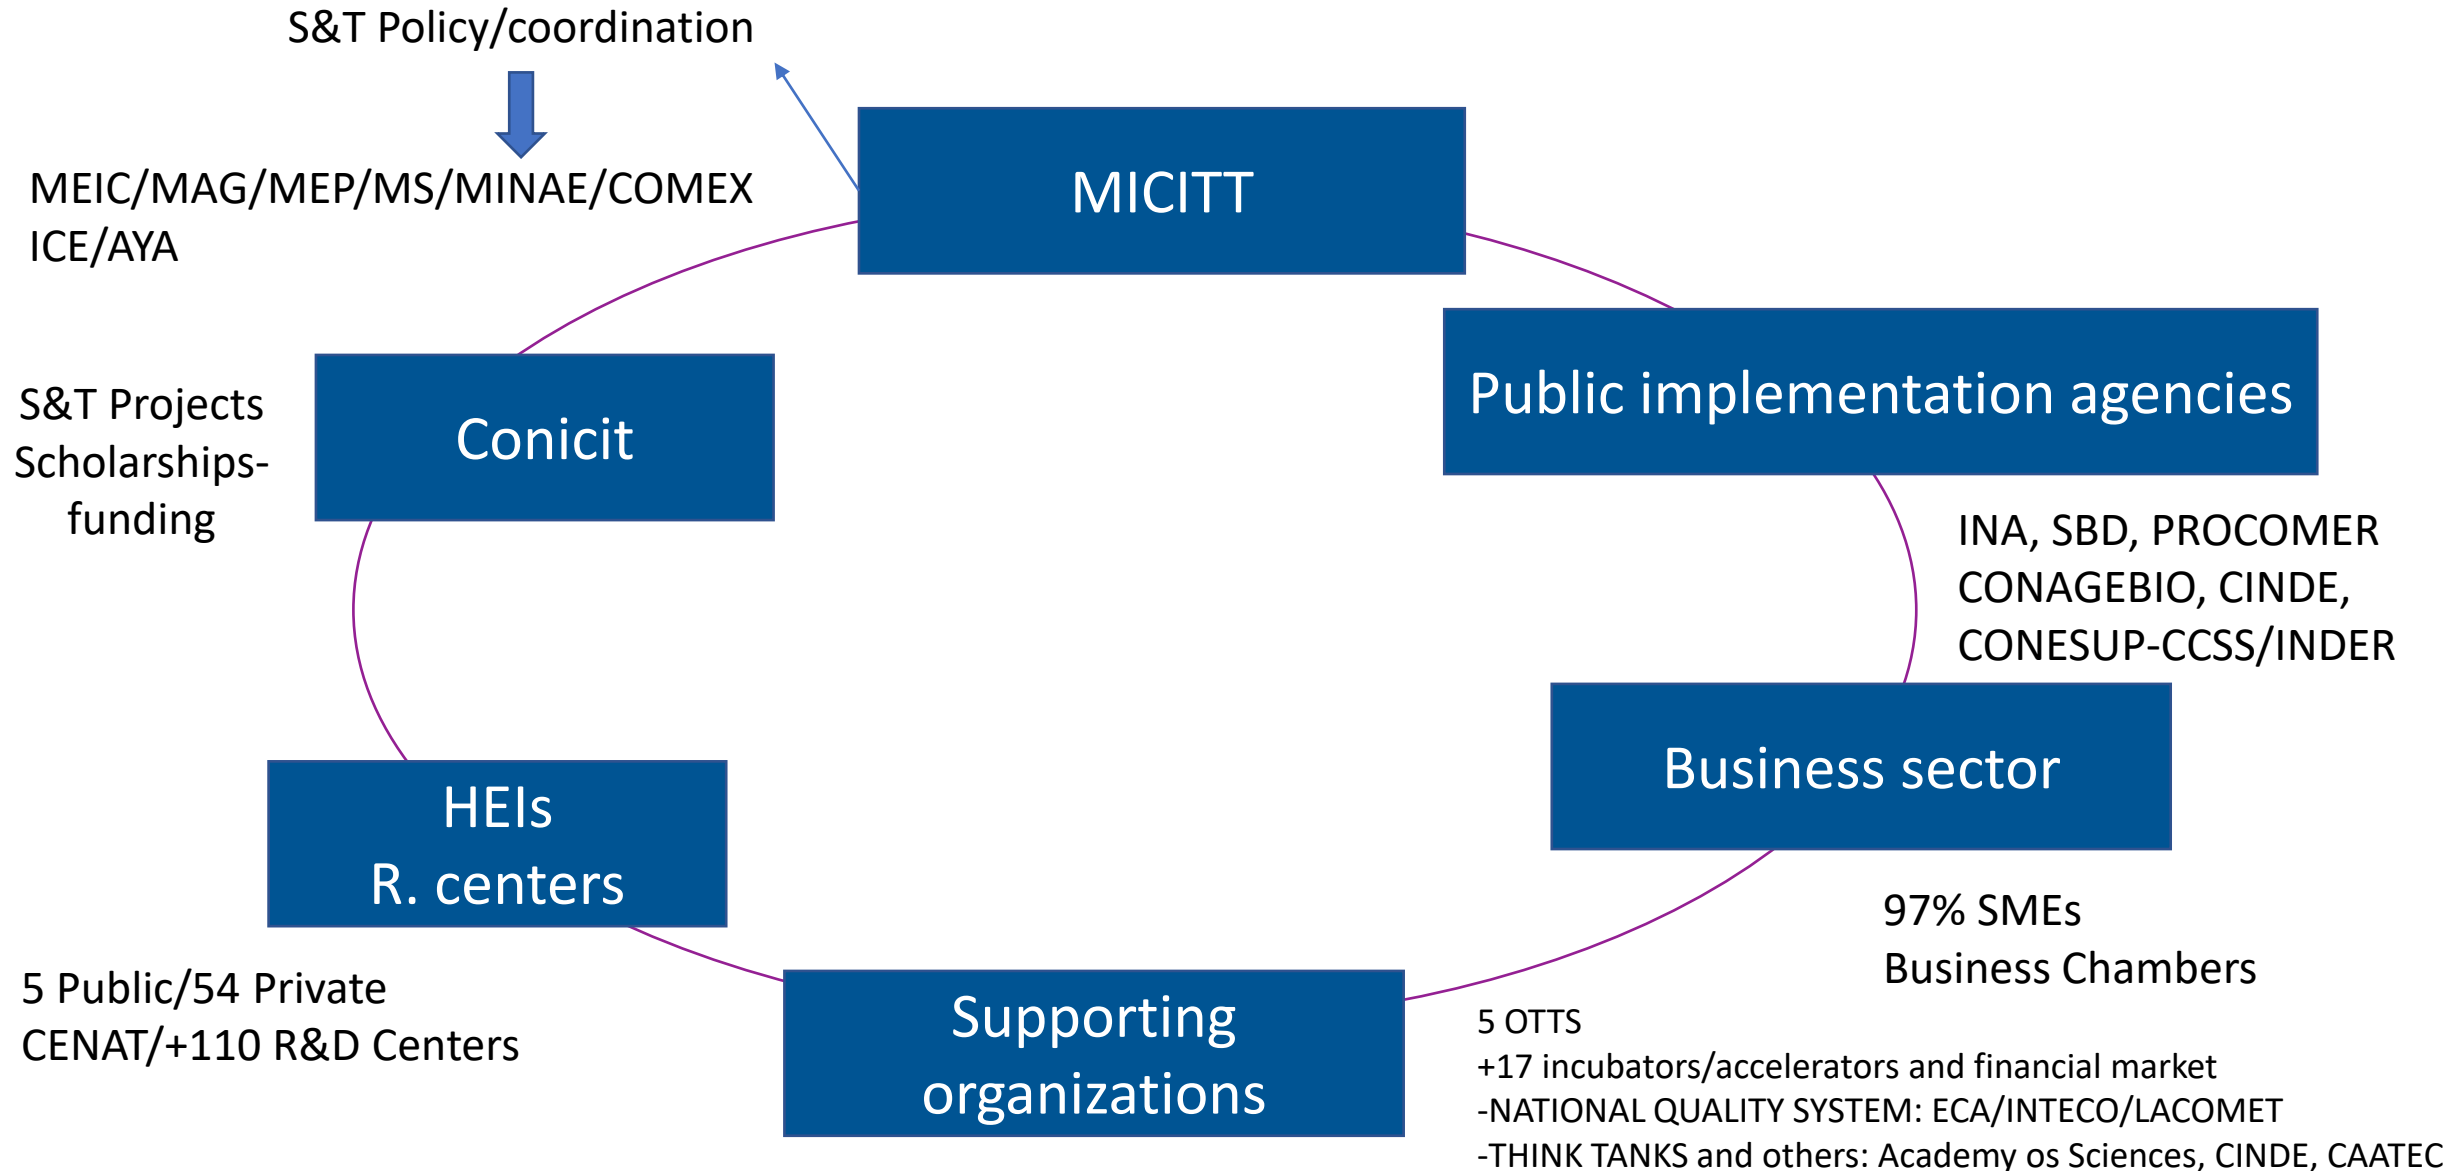 S&T Policy/coordination
MEIC/MAG/MEP/MS/MINAE/COMEX
ICE/AYA
MICITT
Public implementation agencies
INA, SBD, PROCOMER
CONAGEBIO, CINDE,
CONESUP-CCSS/INDER
Conicit
S&T Projects
Scholarships-
funding
Business sector
97% SMEs
Business Chambers
HEIs
R. centers
5 Public/54 Private
CENAT/+110 R&D Centers
Supporting
organizations
5 OTTS
+17 incubators/accelerators and financial market
-NATIONAL QUALITY SYSTEM: ECA/INTECO/LACOMET
-THINK TANKS and others: Academy os Sciences, CINDE, CAATEC